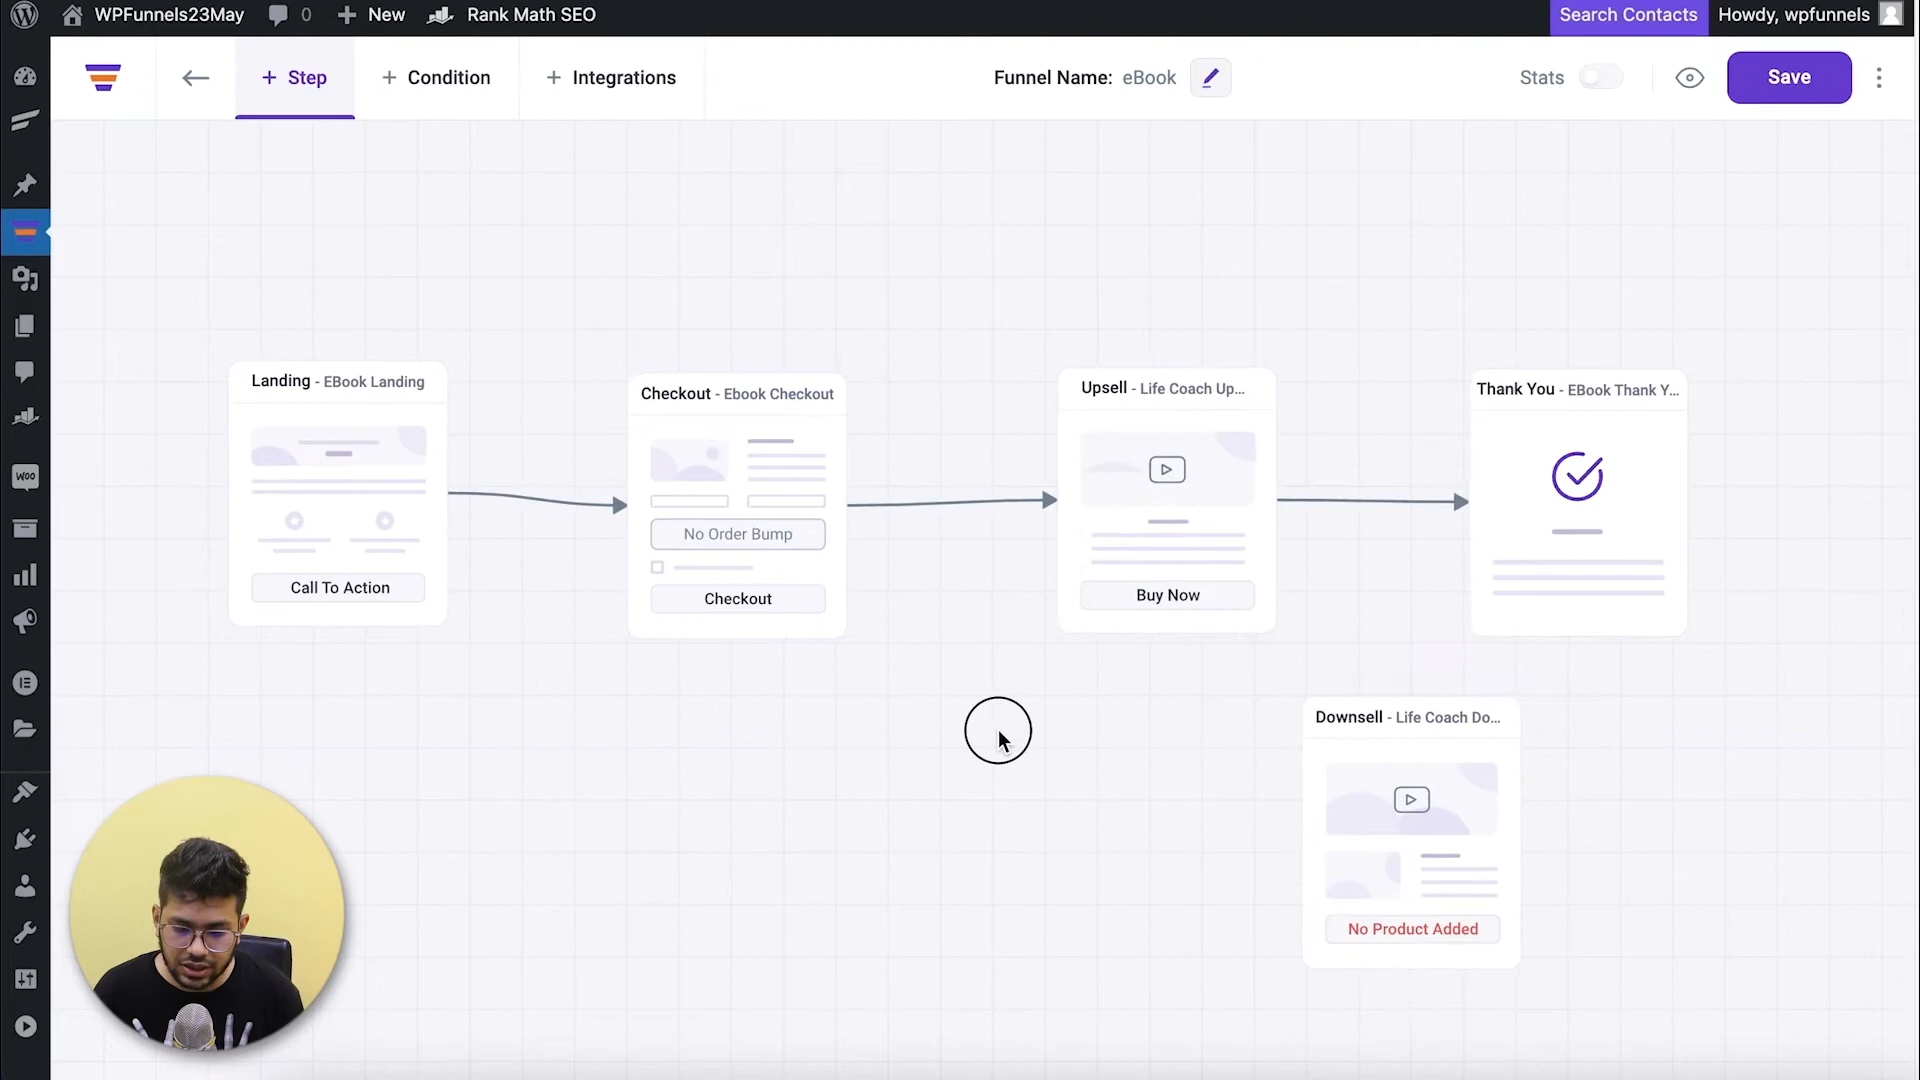 WPFunnels23May
0
New
Rank Math SEO
Search Contacts
Howdy, wpfunnels
Step
Condition
Integrations
Funnel Name: eBook
Stats
Save
Landing - EBook Landing
Call To Action
Checkout - Ebook Checkout
No Order Bump
Checkout
Upsell - Life Coach Up...
Buy Now
Thank You - EBook Thank Y...
Downsell - Life Coach Do...
No Product Added
WOO